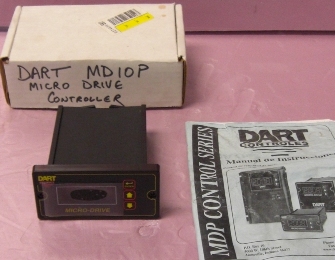 DART MD10P
MICRO DRIVE
CONTROLLER
DART
MICRO-DRIVE
MDP CONTROL SERIES
DART
CONTROLS
Manual de Instrucciones